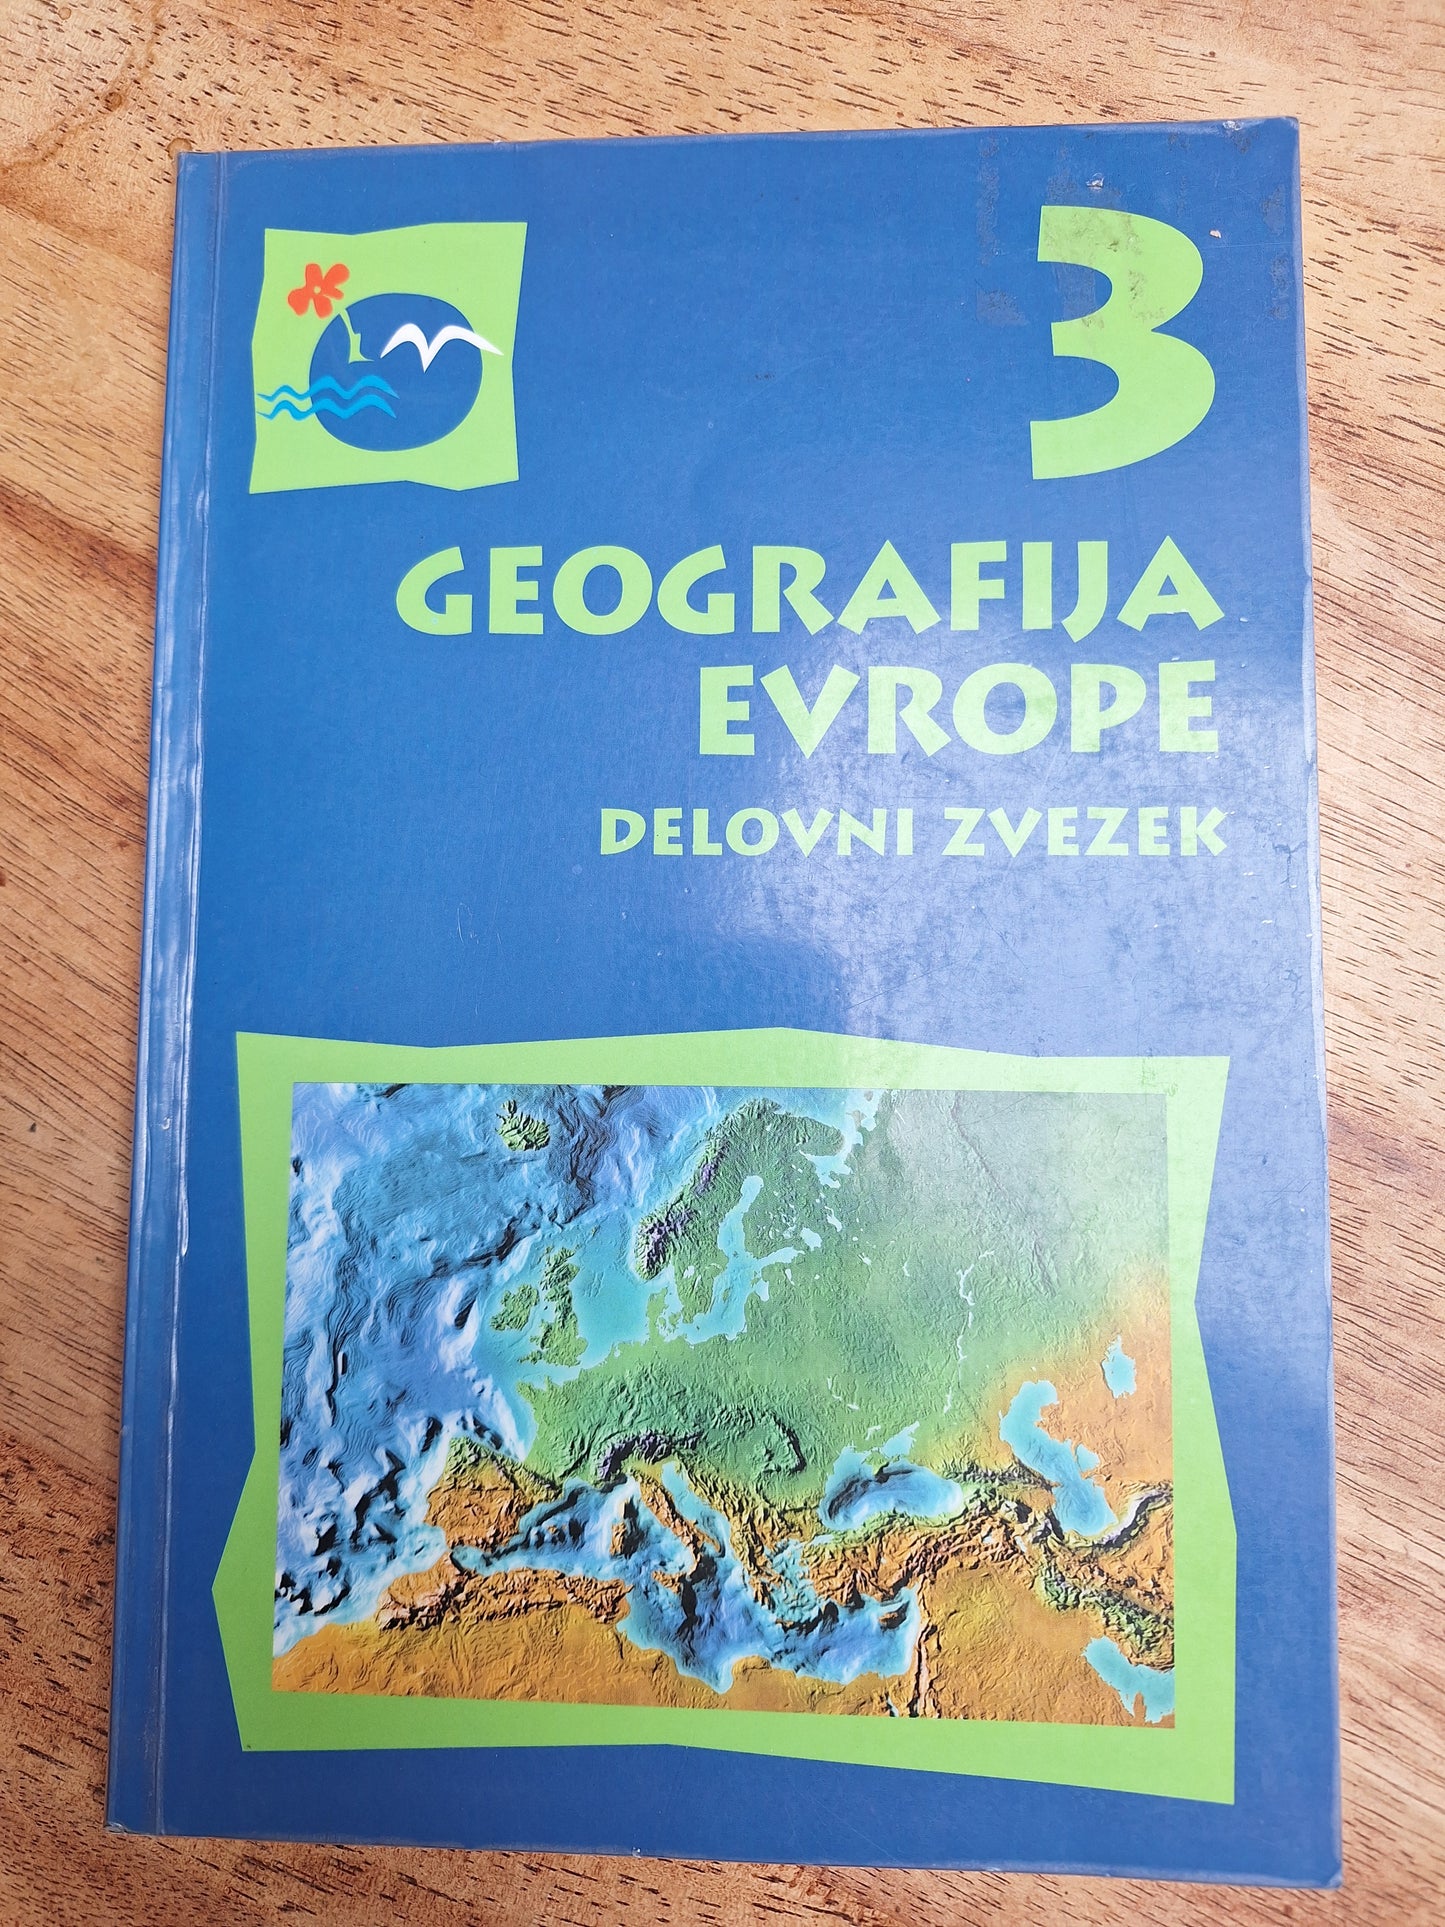 3
GEOGRAFIJA
EVROPE
DELOVNI ZVEZEK